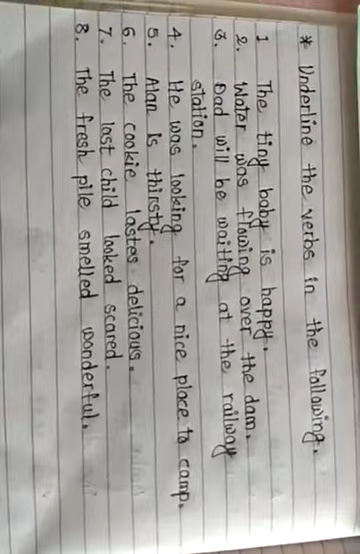 * Underline the verbs in the following.
1 The tiny baby is happy.
2. Water was flowing over the dam.
3. Dad will be waiting at the railway
station.
4. He was looking for a nice place to camp.
5. Alan is thirsty.
6. The cookie tastes delicious.
7. The last child looked scared.
8. The fresh pile smelled wonderful.